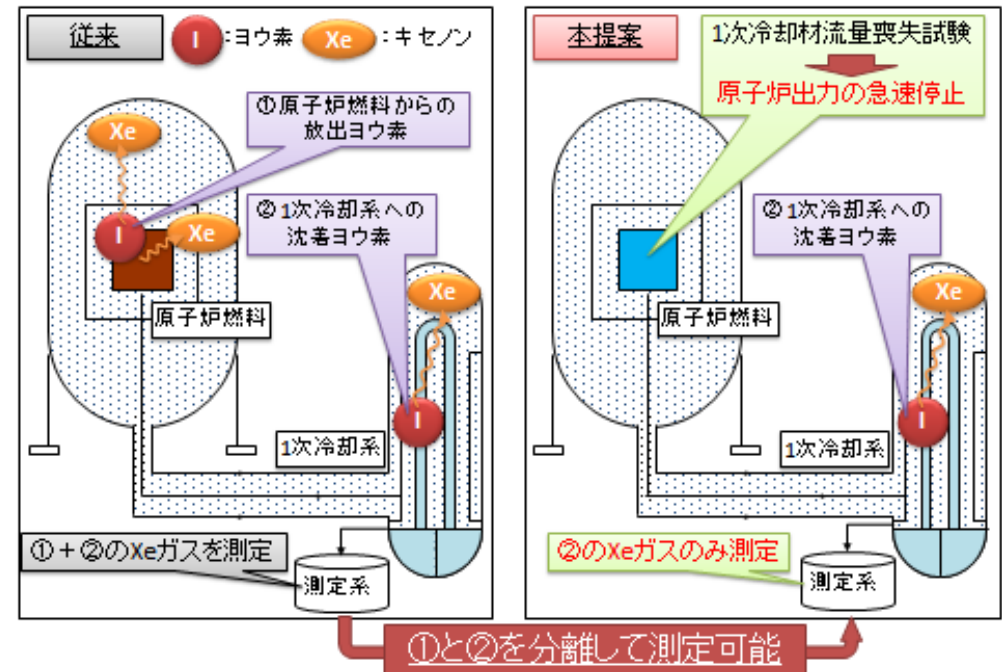 従来
I
:ヨウ素
Xe
:キセノン
①原子炉燃料からの
放出ヨウ素
Xe
②1次冷却系への
沈着ヨウ素
I
Xe
Xe
原子炉燃料
I
1次冷却系
①+②のXeガスを測定
測定系
本提案
1次冷却材流量喪失試験
原子炉出力の急速停止
②1次冷却系への
沈着ヨウ素
Xe
原子炉燃料
I
1次冷却系
②のXeガスのみ測定
測定系
①と②を分離して測定可能